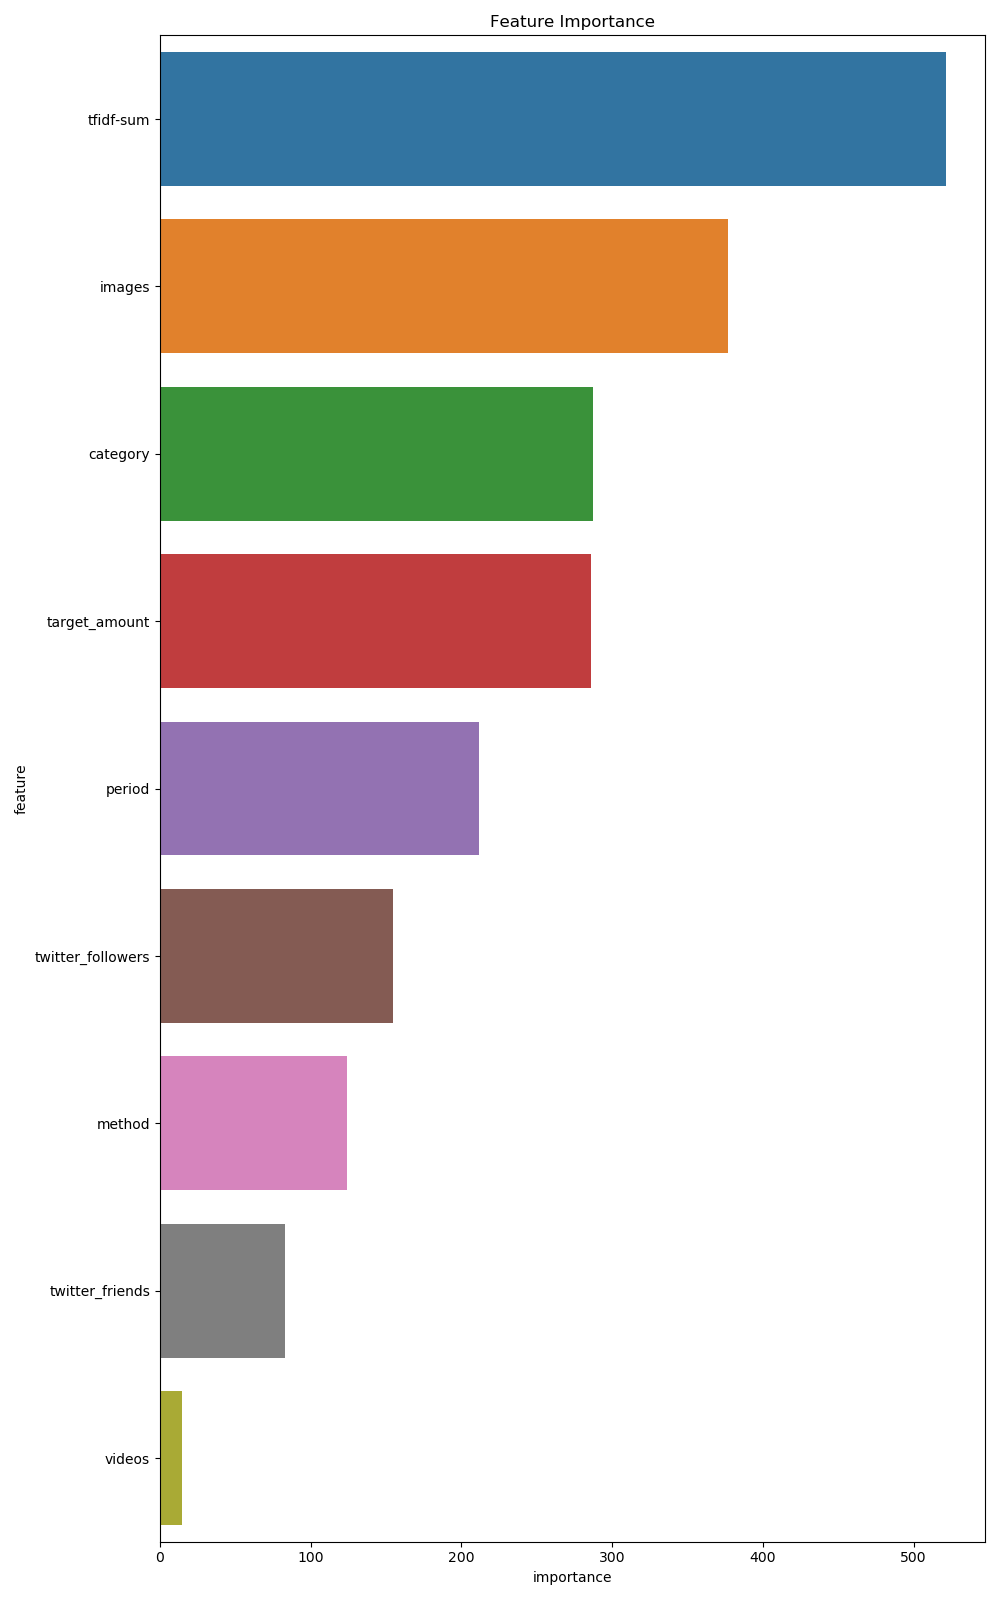 Feature Importance
feature
tfidf-sum
images
category
target_amount
period
twitter_followers
method
twitter_friends
videos
0 100 200 300 400 500
importance